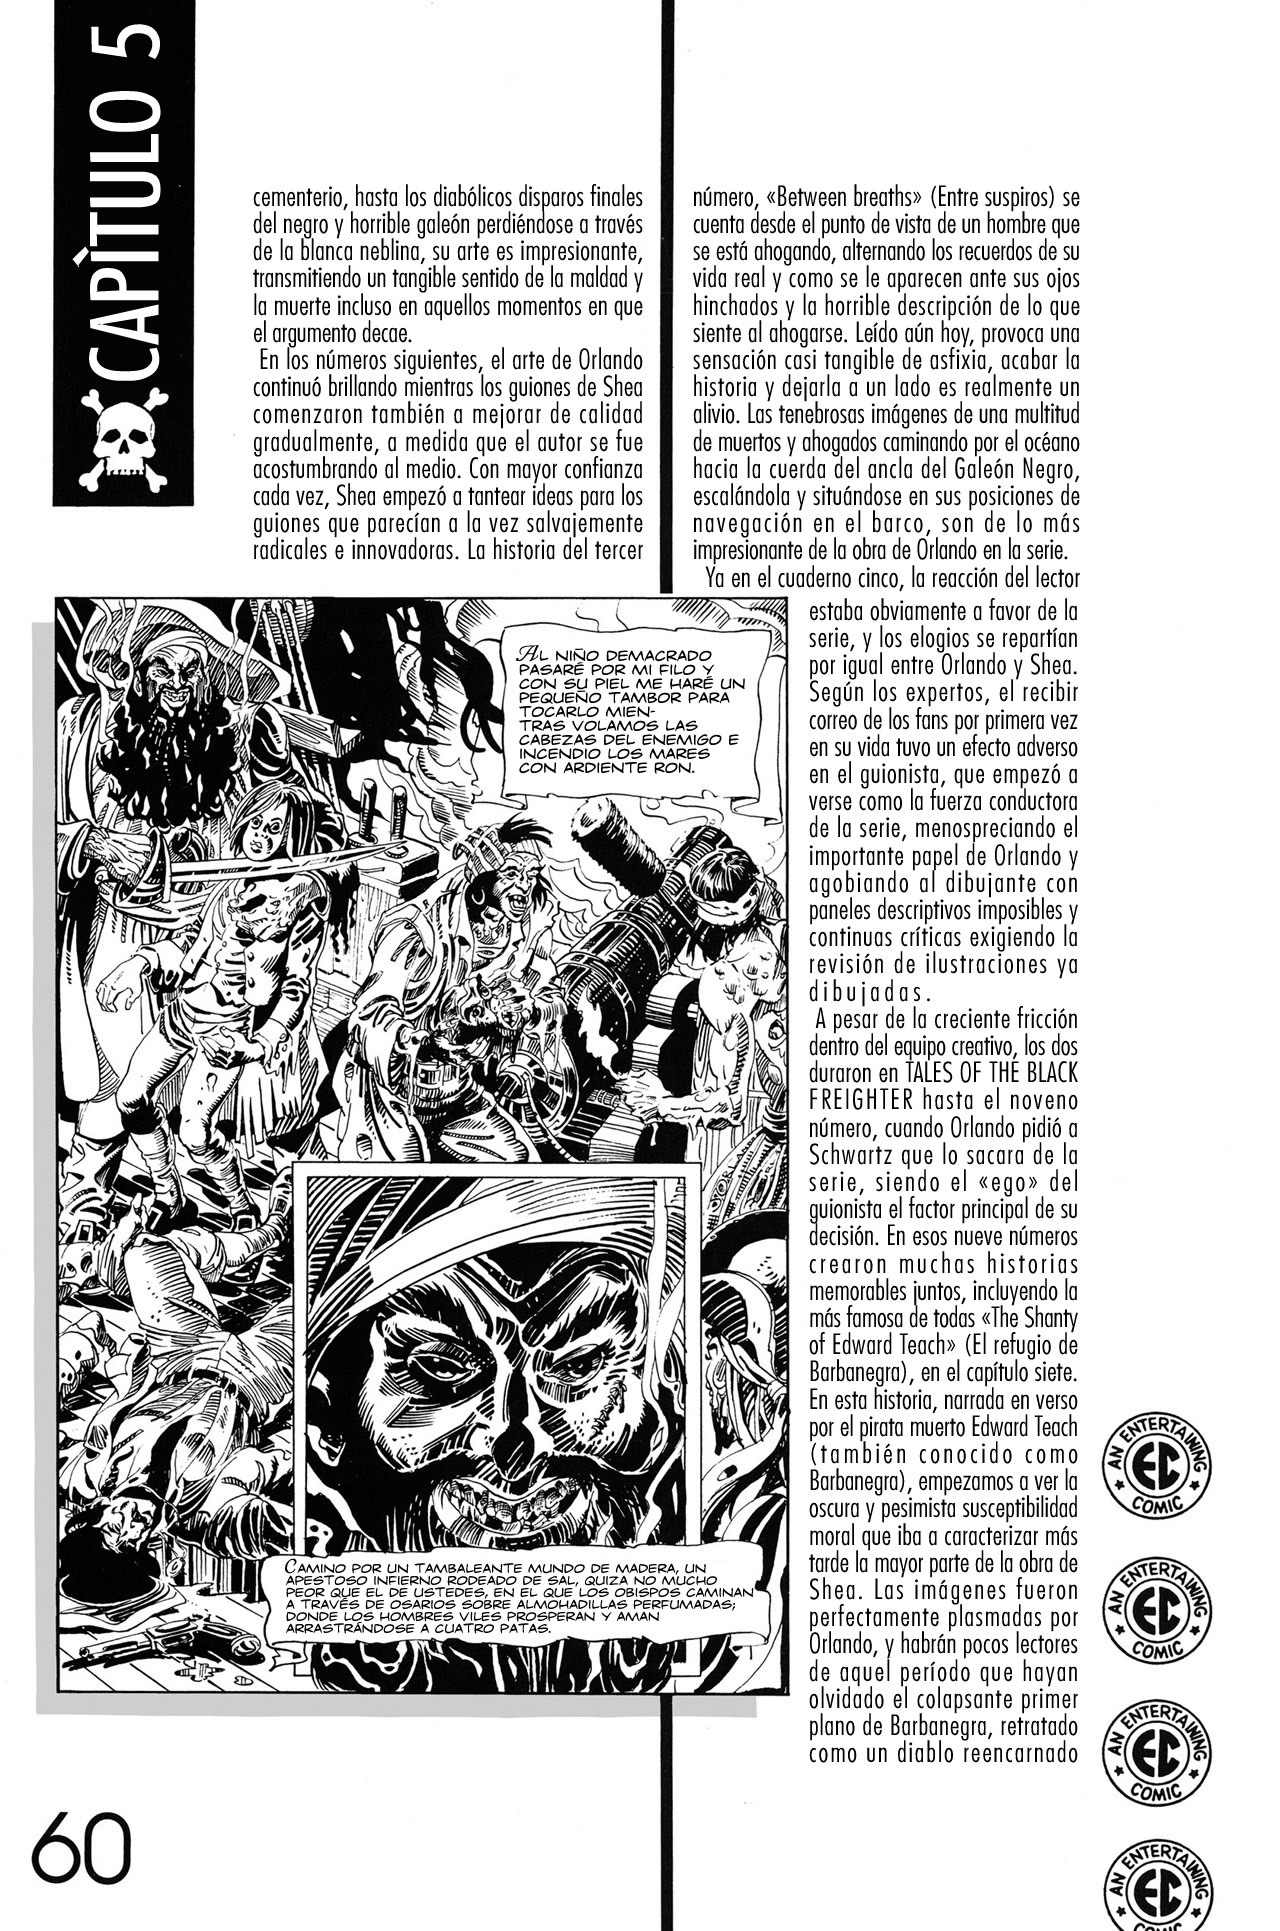 CAPÌTULO 5
cementerio, hasta los diabólicos disparos finales
del negro y horrible galeón perdiéndose a través
de la blanca neblina, su arte es impresionante,
transmitiendo un tangible sentido de la maldad y
la muerte incluso en aquellos momentos en que
el argumento decae.
En los números siguientes, el arte de Orlando
continuó brillando mientras los guiones de Shea
comenzaron también a mejorar de calidad
gradualmente, a medida que el autor se fue
acostumbrando al medio. Con mayor confianza
cada vez, Shea empezó a tantear ideas para los
guiones que parecían a la vez salvajemente
radicales e innovadoras. La historia del tercer
número, «Between breaths» (Entre suspiros) se
cuenta desde el punto de vista de un hombre que
se está ahogando, alternando los recuerdos de su
vida real y como se le aparecen ante sus ojos
hinchados y la horrible descripción de lo que
siente al ahogarse. Leído aún hoy, provoca una
sensación casi tangible de asfixia, acabar la
historia y dejarla a un lado es realmente un
alivio. Las tenebrosas imágenes de una multitud
de muertos y ahogados caminando por el océano
hacia la cuerda del ancla del Galeón Negro,
escalándola y situándose en sus posiciones de
navegación en el barco, son de lo más
impresionante de la obra de Orlando en la serie.
Ya en el cuaderno cinco, la reacción del lector
estaba obviamente a favor de la
serie, y los elogios se repartían
por igual entre Orlando y Shea.
Según los expertos, el recibir
correo de los fans por primera vez
en su vida tuvo un efecto adverso
en el guionista, que empezó a
verse como la fuerza conductora
de la serie, menospreciando el
importante papel de Orlando y
agobiando al dibujante con
paneles descriptivos imposibles y
continuas críticas exigiendo la
revisión de ilustraciones ya
dibujadas.
A pesar de la creciente fricción
dentro del equipo creativo, los dos
duraron en TALES OF THE BLACK
FREIGHTER hasta el noveno
número, cuando Orlando pidió a
Schwartz que lo sacara de la
serie, siendo el «ego» del
guionista el factor principal de su
decisión. En esos nueve números
crearon muchas historias
memorables juntos, incluyendo la
más famosa de todas «The Shanty
of Edward Teach» (El refugio de
Barbanegra), en el capítulo siete.
En esta historia, narrada en verso
por el pirata muerto Edward Teach
(también conocido como
Barbanegra), empezamos a ver la
oscura y pesimista susceptibilidad
moral que iba a caracterizar más
tarde la mayor parte de la obra de
Shea. Las imágenes fueron
perfectamente plasmadas por
Orlando, y habrán pocos lectores
de aquel período que hayan
olvidado el colapsante primer
plano de Barbanegra, retratado
como un diablo reencarnado
AL NIÑO DEMACRADO
PASARÉ POR MI FILO Y
CON SU PIEL ME HARÉ UN
PEQUEÑO TAMBOR PARA
TOCARLO MIEN-
TRAS VOLAMOS LAS
CABEZAS DEL ENEMIGO E
INCENDIO LOS MARES
CON ARDIENTE RON.
CAMINO POR UN TAMBALEANTE MUNDO DE MADERA, UN
APESTOSO INFIERNO RODEADO DE SAL, QUIZA NO MUCHO
PEOR QUE EL DE USTEDES, EN EL QUE LOS OBISPOS CAMINAN
A TRAVÉS DE OSARIOS SOBRE ALMOHADILLAS PERFUMADAS;
DONDE LOS HOMBRES VILES PROSPERAN Y AMAN
ARRASTRÁNDOSE A CUATRO PATAS.
AN ENTERTAINING EC COMIC
AN ENTERTAINING EC COMIC
AN ENTERTAINING EC COMIC
AN ENTERTAINING EC
60